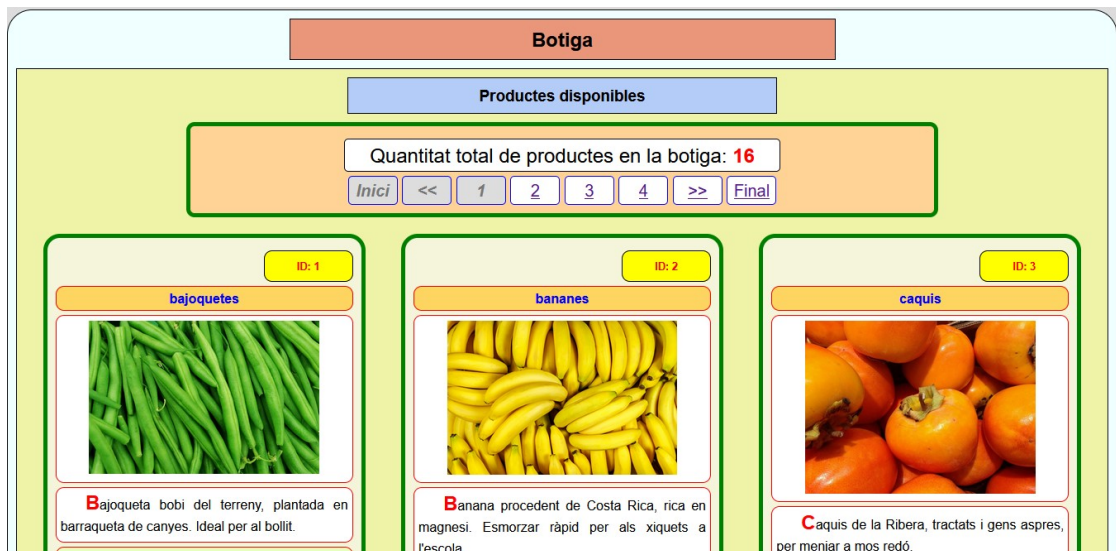 Botiga
Productes disponibles
Quantitat total de productes en la botiga: 16
Inici << 1 2 3 4 >> Final
ID: 1
bajoquetes
Bajoqueta bobi del terreny, plantada en
barraqueta de canyes. Ideal per al bollit.
ID: 2
bananes
Banana procedent de Costa Rica, rica en
magnesi. Esmorzar ràpid per als xiquets a
l'escola
ID: 3
caquis
Caquis de la Ribera, tractats i gens aspres,
per menjar a mos redó.